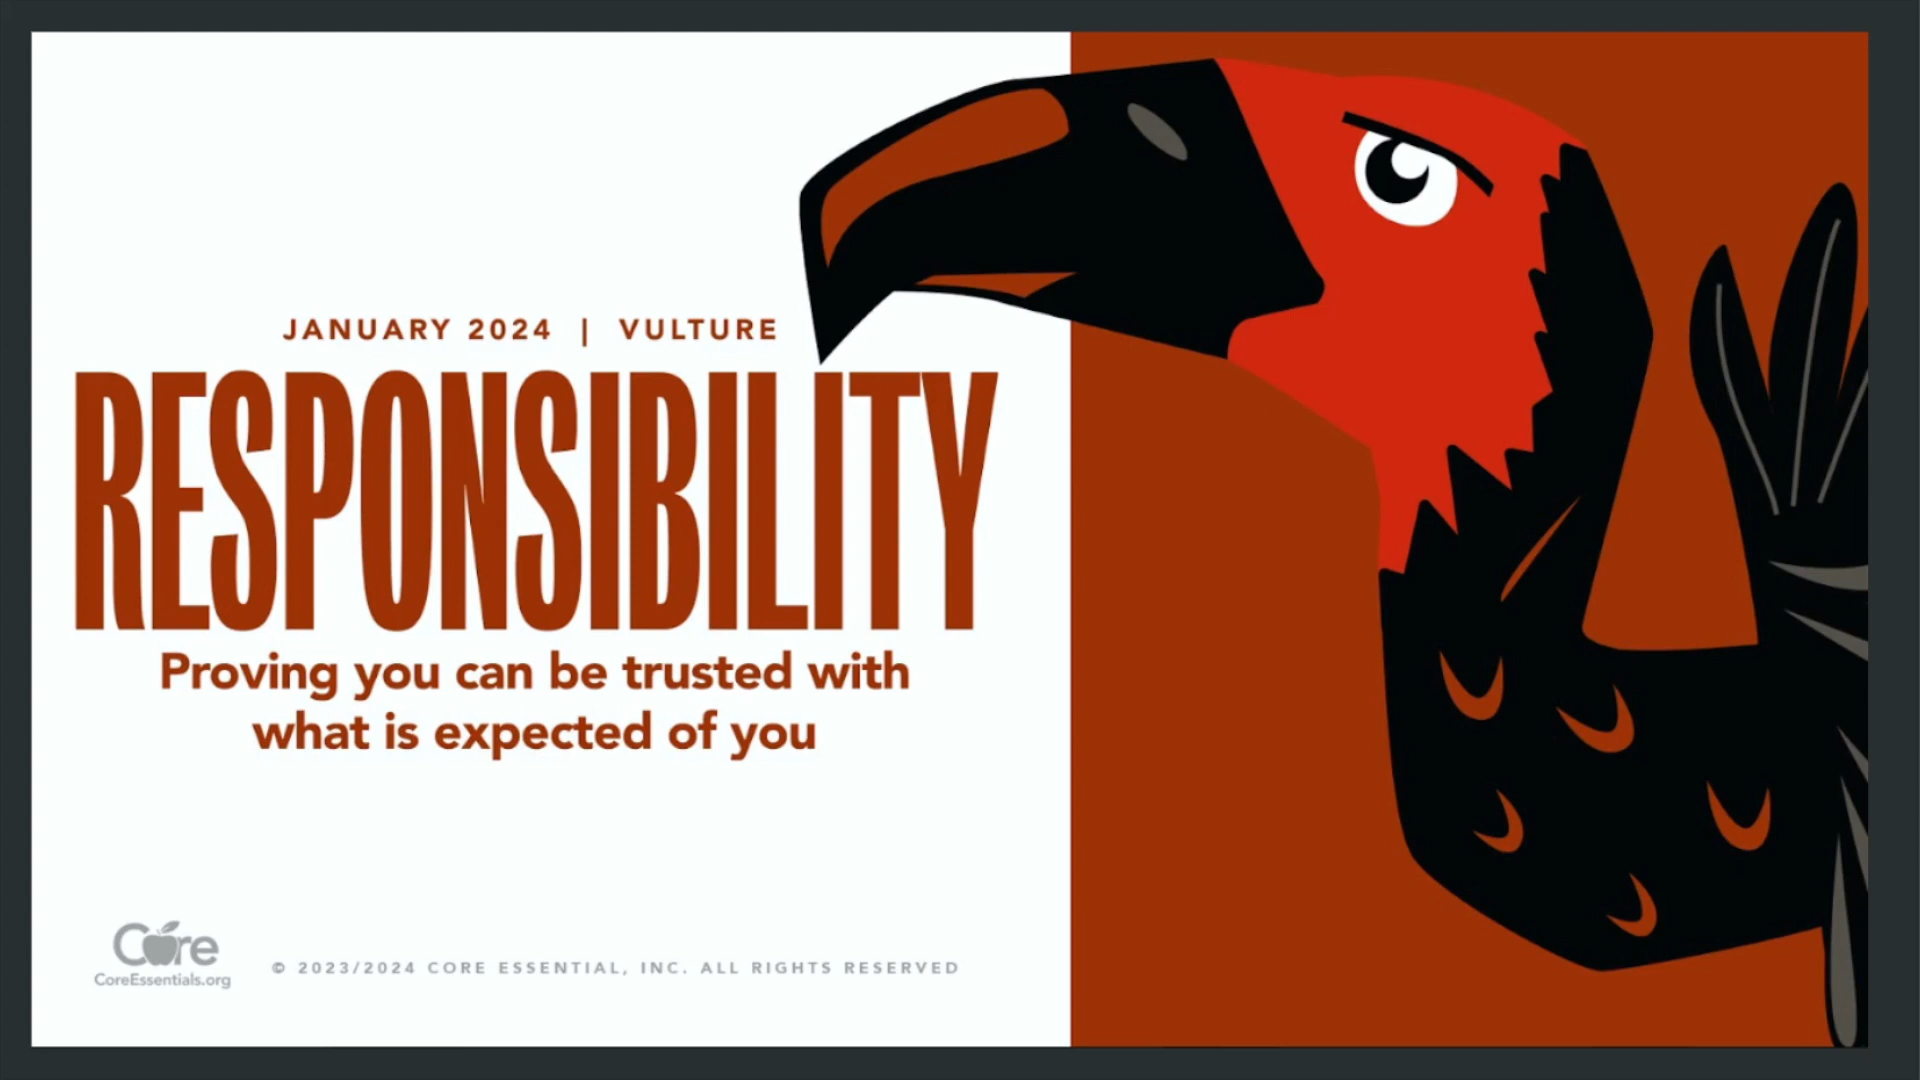 JANUARY 2024 | VULTURE
RESPONSIBILITY
Proving you can be trusted with
what is expected of you
Core
CoreEssentials.org
© 2023/2024 CORE ESSENTIAL, INC. ALL RIGHTS RESERVED